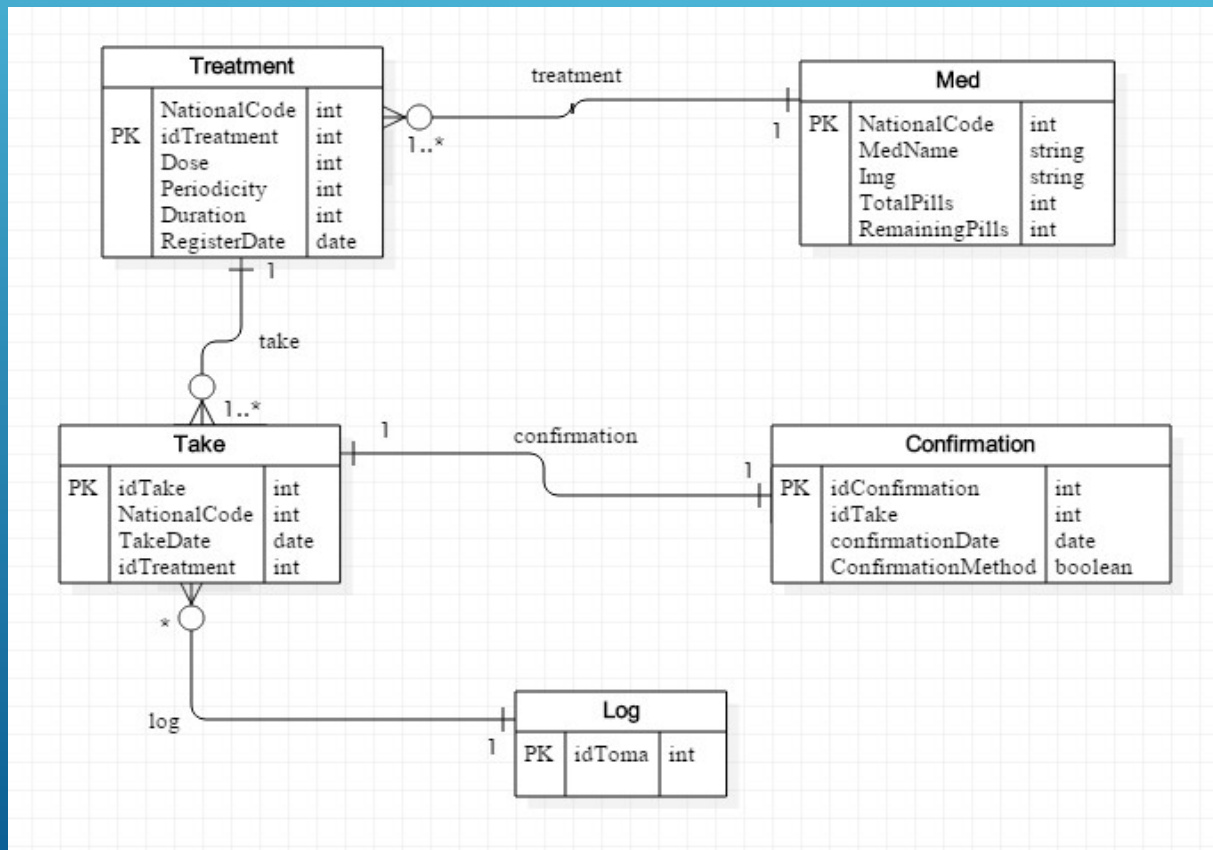 Treatment
NationalCode int
PK idTreatment int
Dose int
Periodicity int
Duration int
RegisterDate date
treatment
1..*
1
Med
PK NationalCode int
MedName string
Img string
TotalPills int
RemainingPills int
1
take
1..*
Take
PK idTake int
NationalCode int
TakeDate date
idTreatment int
1
confirmation
1
Confirmation
PK idConfirmation int
idTake int
confirmationDate date
ConfirmationMethod boolean
*
log
1
Log
PK idToma int